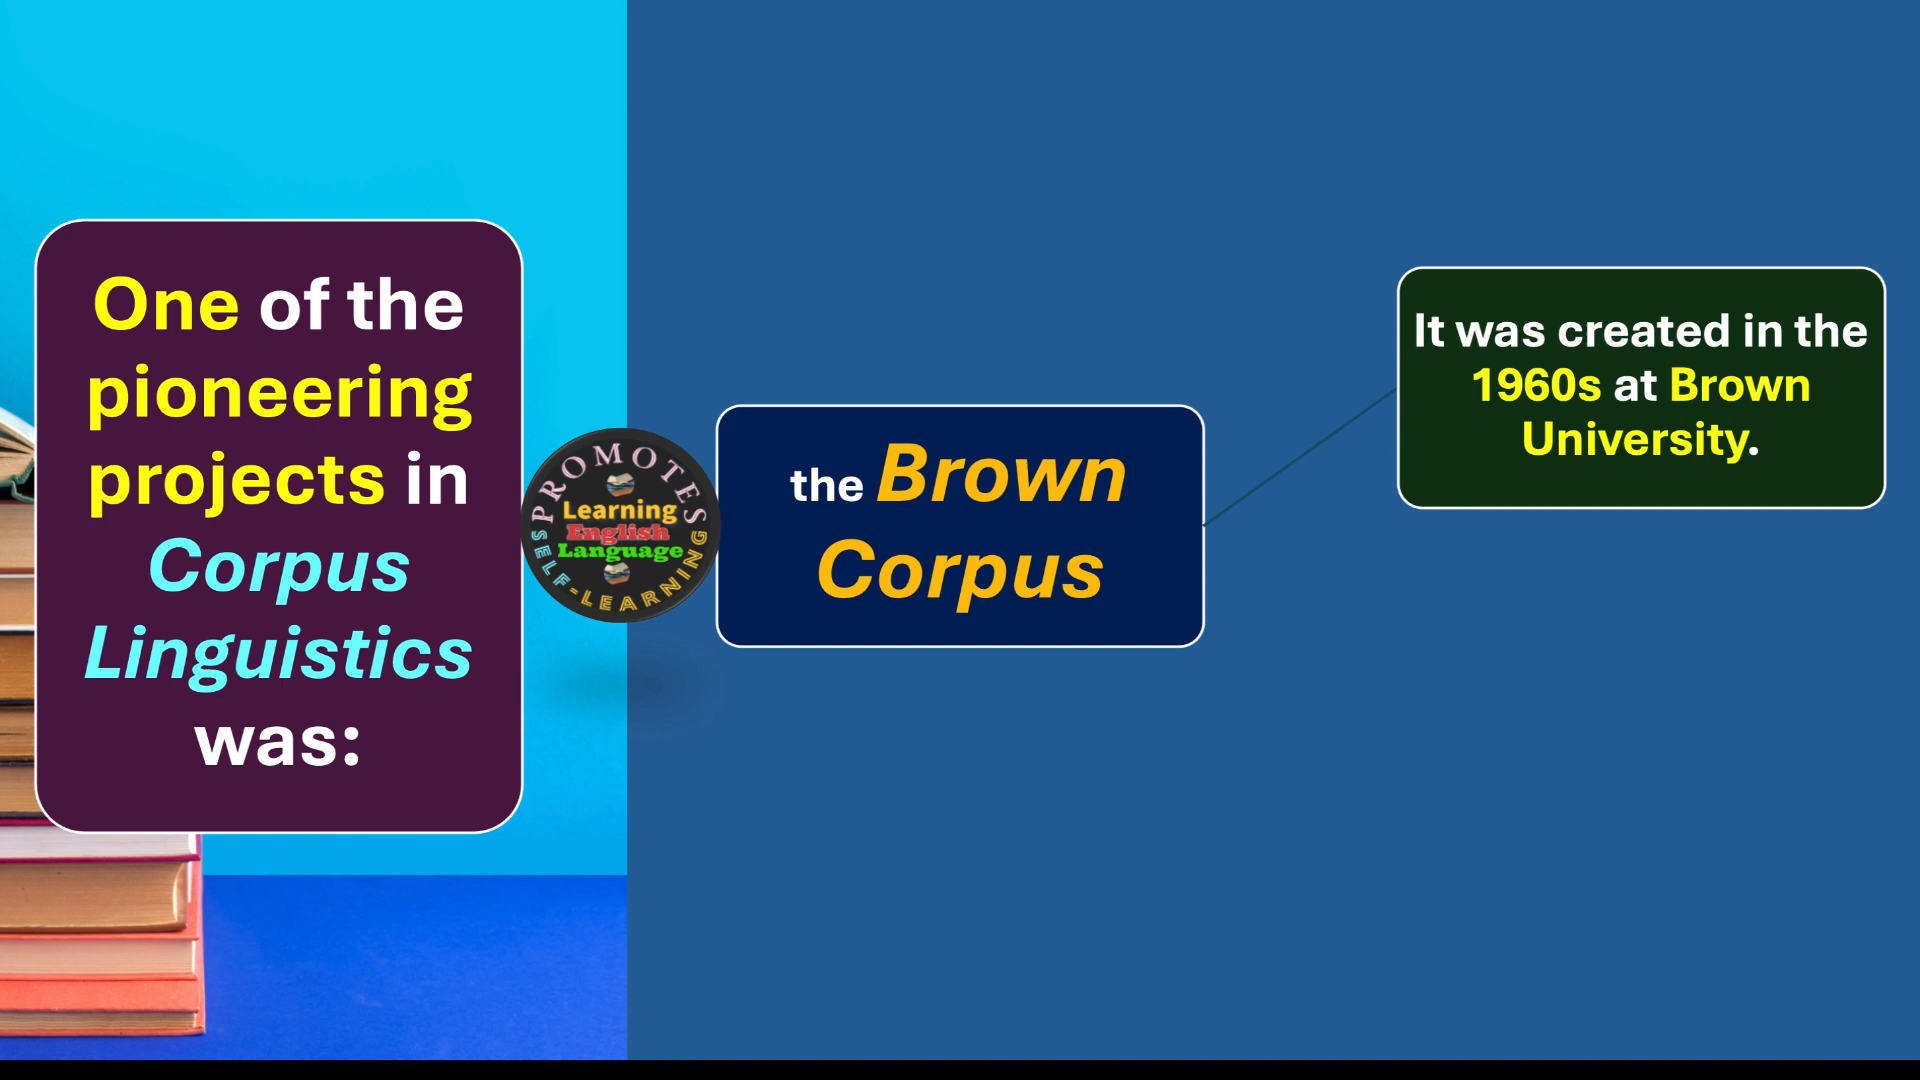 One of the
pioneering
projects in
Corpus
Linguistics
was:
PROMOTES
Learning
English
Language
SELF-LEARNING
the Brown
Corpus
It was created in the
1960s at Brown
University.